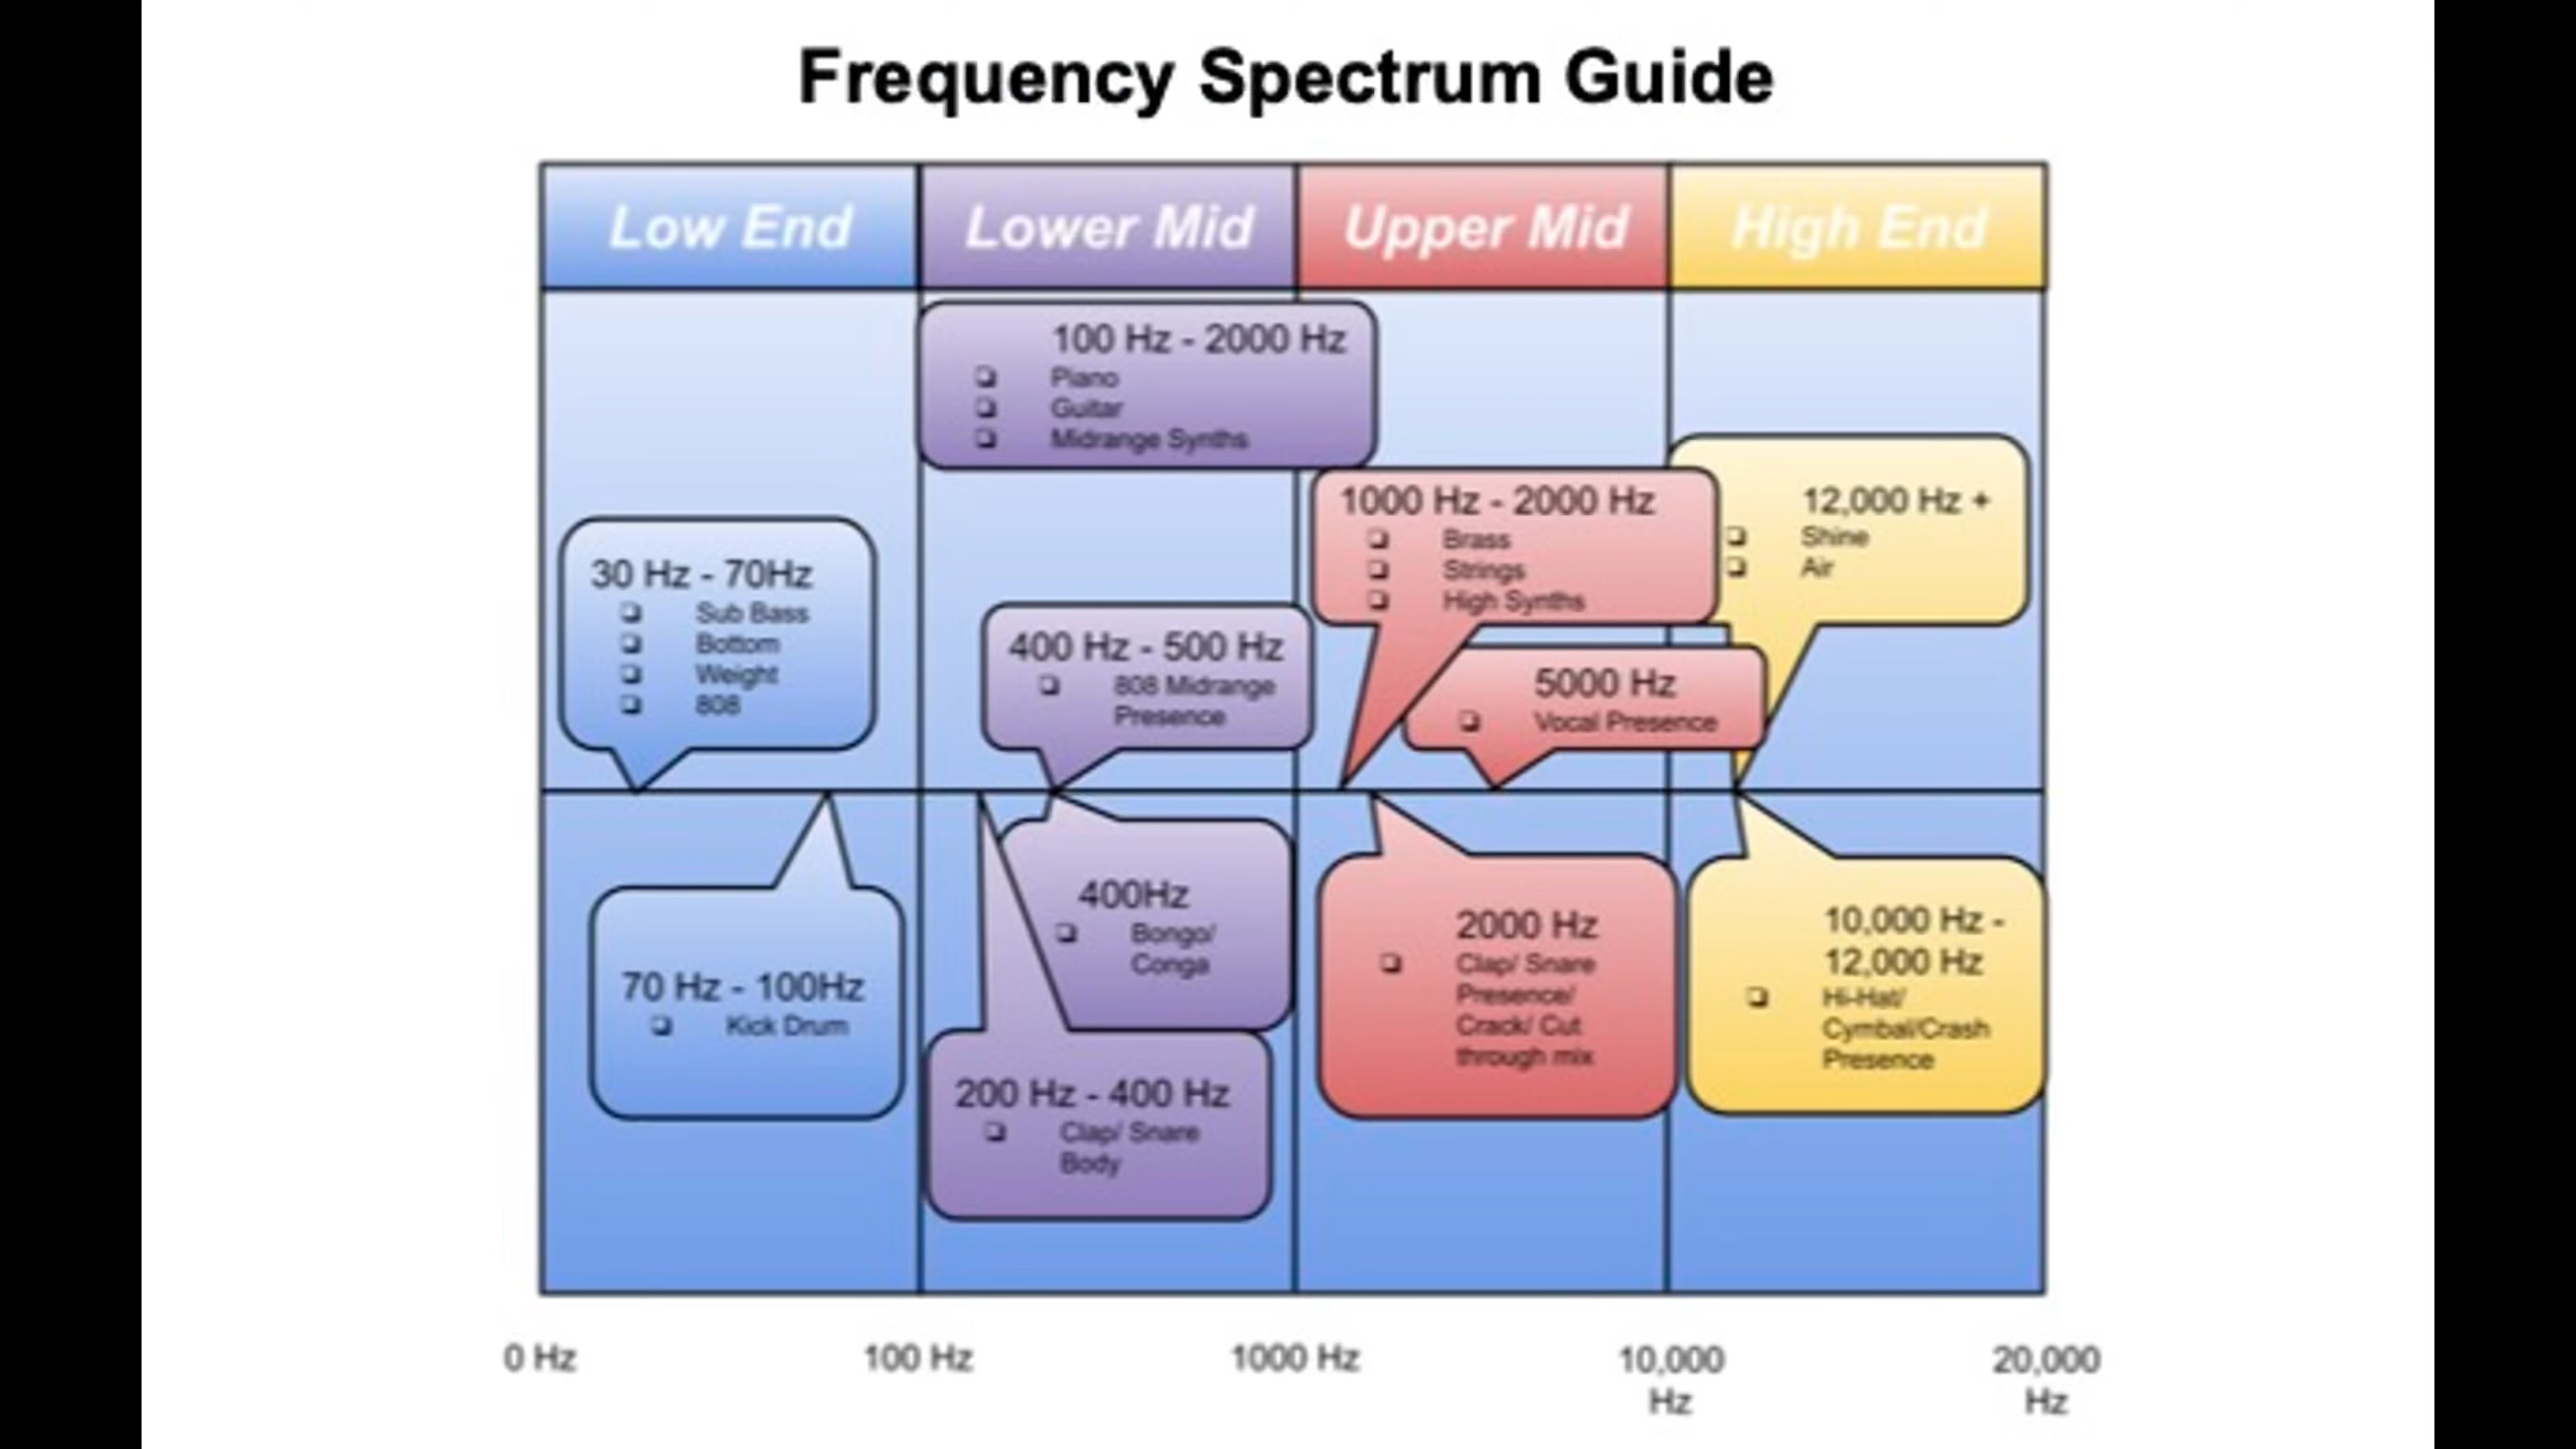 Frequency Spectrum Guide
Low End
Lower Mid
Upper Mid
High End
100 Hz - 2000 Hz
Piano
Guitar
Midrange Synths
1000 Hz - 2000 Hz
Brass
Strings
High Synths
12,000 Hz +
Shine
Air
30 Hz - 70Hz
Sub Bass
Bottom
Weight
808
400 Hz - 500 Hz
808 Midrange
Presence
5000 Hz
Vocal Presence
70 Hz - 100Hz
Kick Drum
400Hz
Bongo/
Conga
200 Hz - 400 Hz
Clap/ Snare
Body
2000 Hz
Clap/ Snare
Presence/
Crack/ Cut
through mix
10,000 Hz -
12,000 Hz
Hi-Hat/
Cymbal/Crash
Presence
0 Hz
100 Hz
1000 Hz
10,000
Hz
20,000
Hz